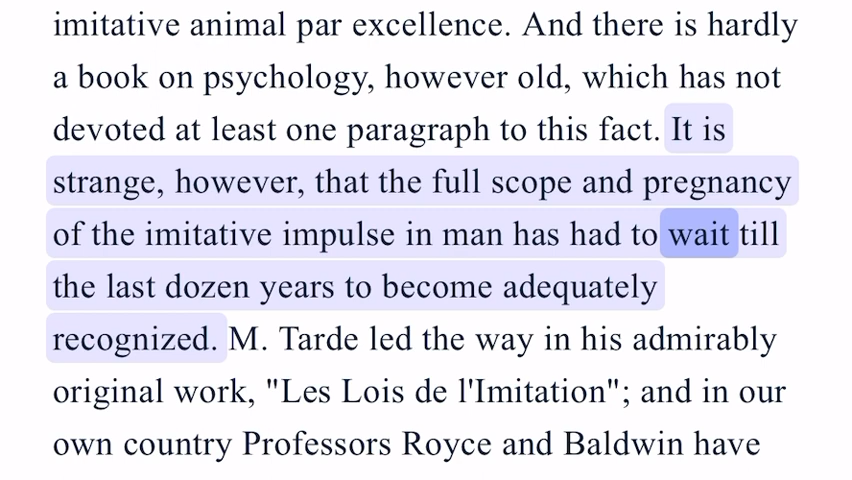 imitative animal par excellence. And there is hardly
a book on psychology, however old, which has not
devoted at least one paragraph to this fact. It is
strange, however, that the full scope and pregnancy
of the imitative impulse in man has had to wait till
the last dozen years to become adequately
recognized. M. Tarde led the way in his admirably
original work, "Les Lois de l'Imitation"; and in our
own country Professors Royce and Baldwin have